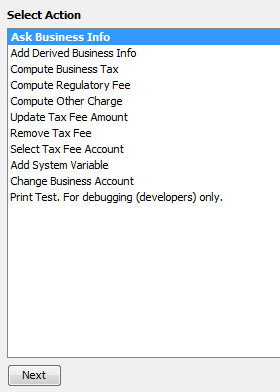 Select Action
Ask Business Info
Add Derived Business Info
Compute Business Tax
Compute Regulatory Fee
Compute Other Charge
Update Tax Fee Amount
Remove Tax Fee
Select Tax Fee Account
Add System Variable
Change Business Account
Print Test. For debugging (developers) only.
Next